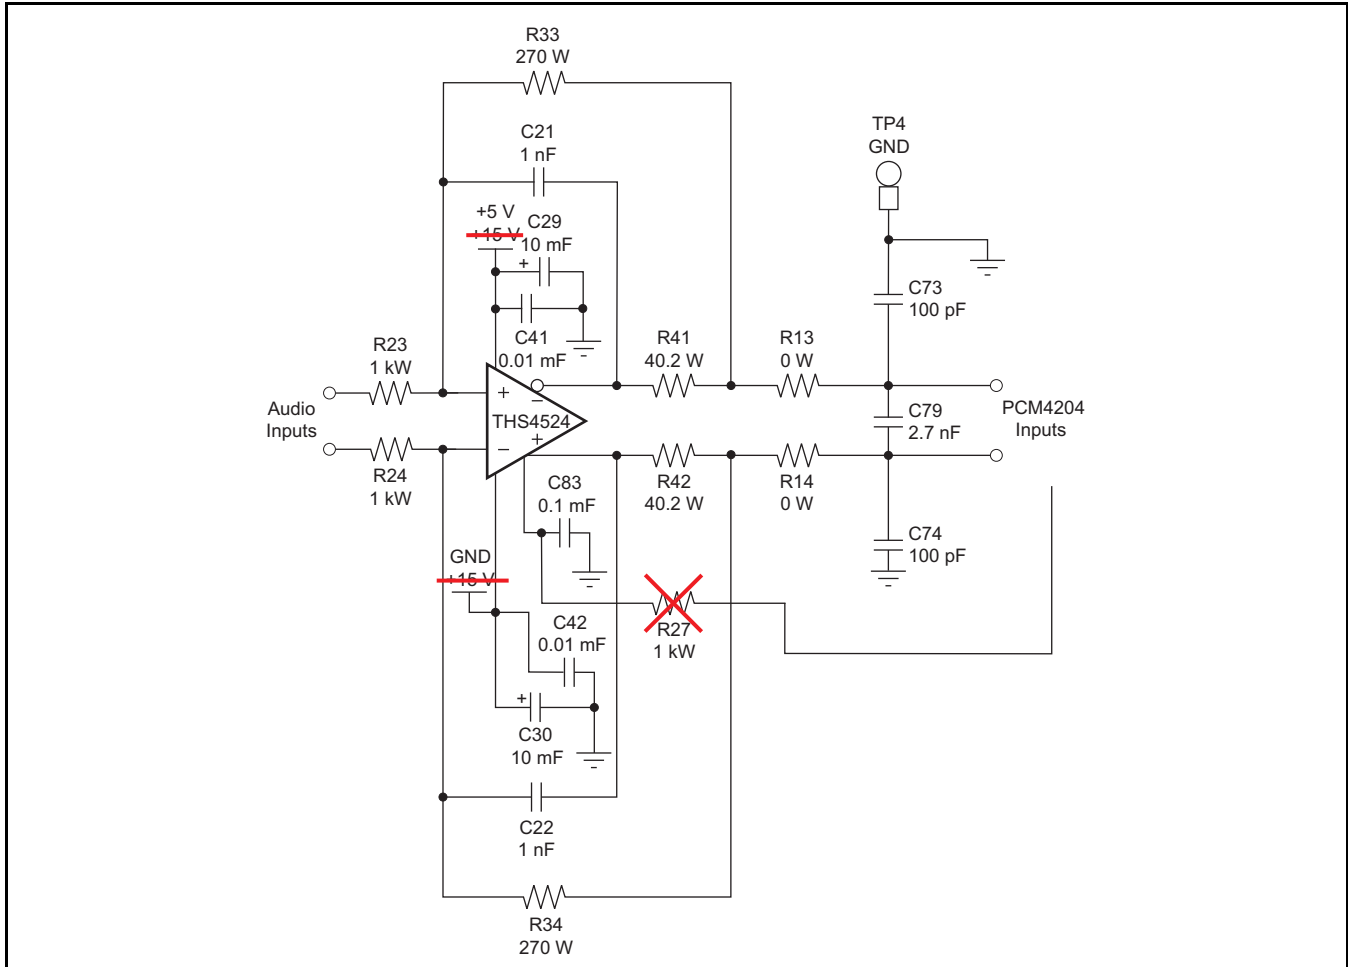 R33
270 W
C21
1 nF
TP4
GND
+5 V
+15 V
C29
10 mF
+
C41
0.01 mF
C73
100 pF
R23
1 kW
R41
40.2 W
R13
0 W
Audio
Inputs
+
−
THS4524
+
−
C79
2.7 nF
PCM4204
Inputs
R24
1 kW
R42
40.2 W
R14
0 W
C83
0.1 mF
C74
100 pF
GND
+15 V
R27
1 kW
C42
0.01 mF
+
C30
10 mF
C22
1 nF
R34
270 W